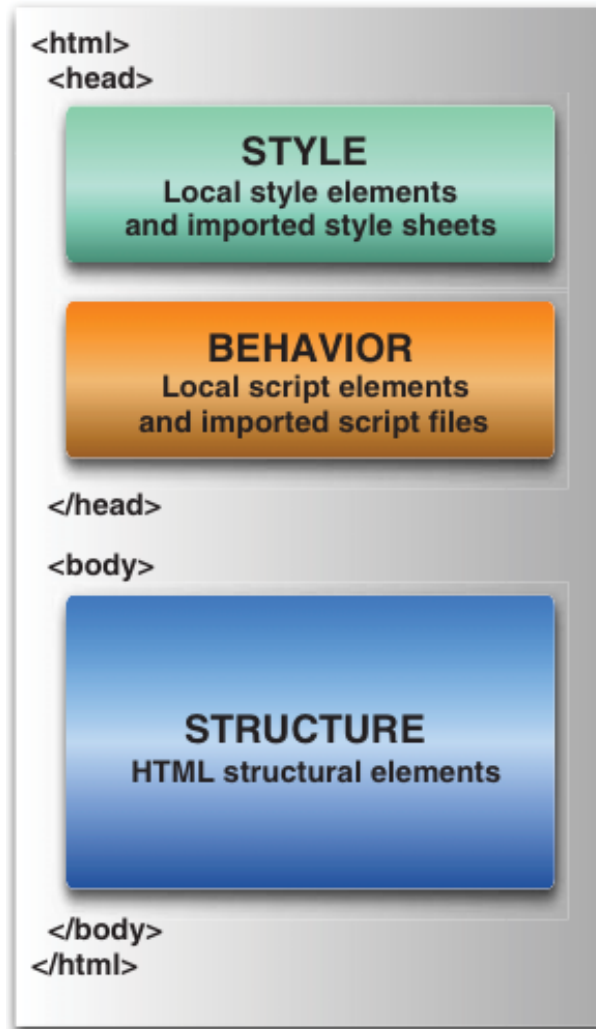 <html>
<head>
STYLE
Local style elements
and imported style sheets
BEHAVIOR
Local script elements
and imported script files
</head>
<body>
STRUCTURE
HTML structural elements
</body>
</html>